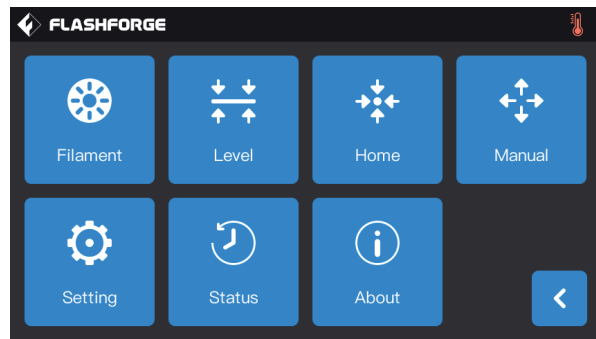 FLASHFORGE
Filament
Level
Home
Manual
Setting
Status
About